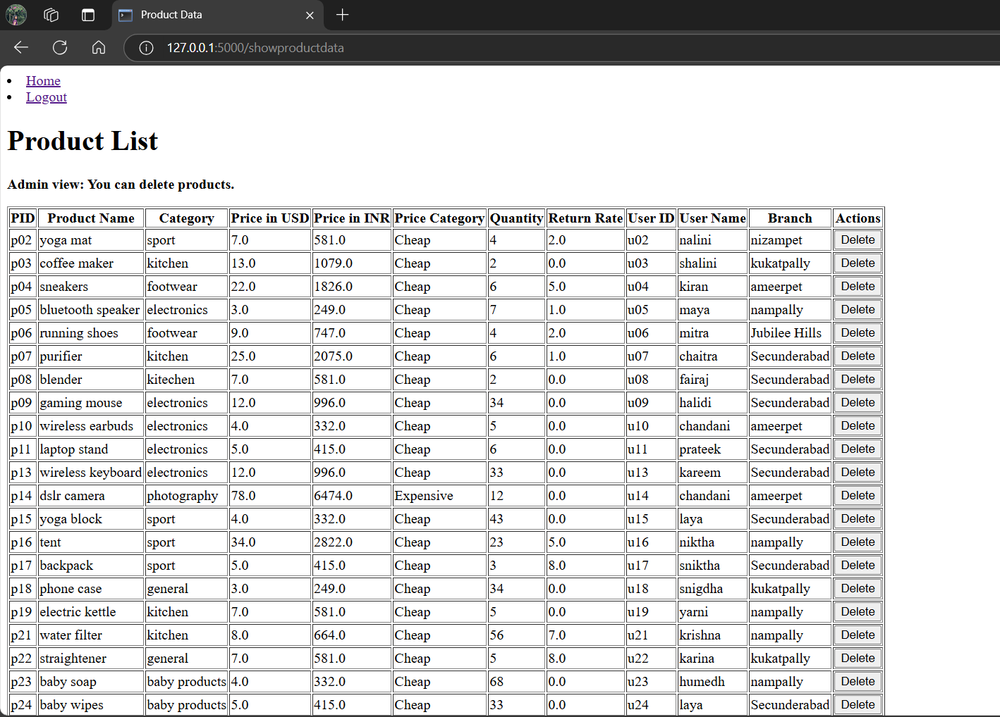 Product Data
127.0.0.1:5000/showproductdata
Home
Logout
Product List
Admin view: You can delete products.
PID Product Name Category Price in USD Price in INR Price Category Quantity Return Rate User ID User Name Branch Actions
p02 yoga mat sport 7.0 581.0 Cheap 4 2.0 u02 nalini nizampet Delete
p03 coffee maker kitchen 13.0 1079.0 Cheap 2 0.0 u03 shalini kukatpally Delete
p04 sneakers footwear 22.0 1826.0 Cheap 6 5.0 u04 kiran ameerpet Delete
p05 bluetooth speaker electronics 3.0 249.0 Cheap 7 1.0 u05 maya nampally Delete
p06 running shoes footwear 9.0 747.0 Cheap 4 2.0 u06 mitra Jubilee Hills Delete
p07 purifier kitchen 25.0 2075.0 Cheap 6 1.0 u07 chaitra Secunderabad Delete
p08 blender kitechen 7.0 581.0 Cheap 2 0.0 u08 fairaj Secunderabad Delete
p09 gaming mouse electronics 12.0 996.0 Cheap 34 0.0 u09 halidi Secunderabad Delete
p10 wireless earbuds electronics 4.0 332.0 Cheap 5 0.0 u10 chandani ameerpet Delete
p11 laptop stand electronics 5.0 415.0 Cheap 6 0.0 u11 prateek Secunderabad Delete
p13 wireless keyboard electronics 12.0 996.0 Cheap 33 0.0 u13 kareem Secunderabad Delete
p14 dslr camera photography 78.0 6474.0 Expensive 12 0.0 u14 chandani ameerpet Delete
p15 yoga block sport 4.0 332.0 Cheap 43 0.0 u15 laya Secunderabad Delete
p16 tent sport 34.0 2822.0 Cheap 23 5.0 u16 niktha nampally Delete
p17 backpack sport 5.0 415.0 Cheap 3 8.0 u17 sniktha Secunderabad Delete
p18 phone case general 3.0 249.0 Cheap 34 0.0 u18 snigdha kukatpally Delete
p19 electric kettle kitchen 7.0 581.0 Cheap 5 0.0 u19 yarni nampally Delete
p21 water filter kitchen 8.0 664.0 Cheap 56 7.0 u21 krishna nampally Delete
p22 straightener general 7.0 581.0 Cheap 5 8.0 u22 karina kukatpally Delete
p23 baby soap baby products 4.0 332.0 Cheap 68 0.0 u23 humedh nampally Delete
p24 baby wipes baby products 5.0 415.0 Cheap 33 0.0 u24 laya Secunderabad Delete